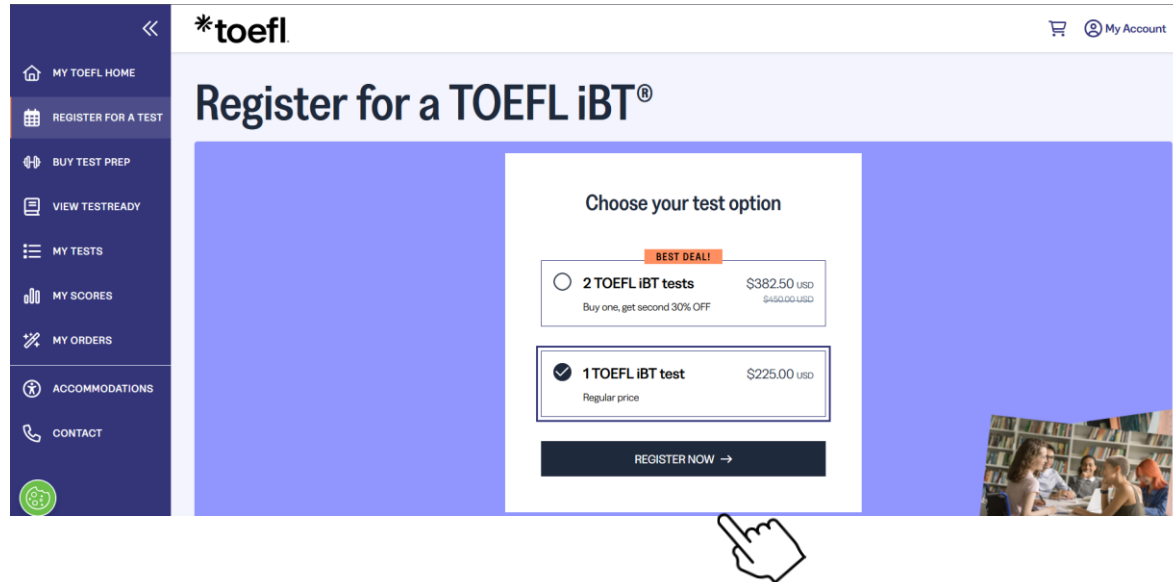 *toefl.
My Account
MY TOEFL HOME
REGISTER FOR A TEST
BUY TEST PREP
VIEW TESTREADY
MY TESTS
MY SCORES
MY ORDERS
ACCOMMODATIONS
CONTACT
Register for a TOEFL iBT®
Choose your test option
BEST DEAL!
2 TOEFL iBT tests $382.50 USD
Buy one, get second 30% OFF $450.00 USD
1 TOEFL iBT test $225.00 USD
Regular price
REGISTER NOW →